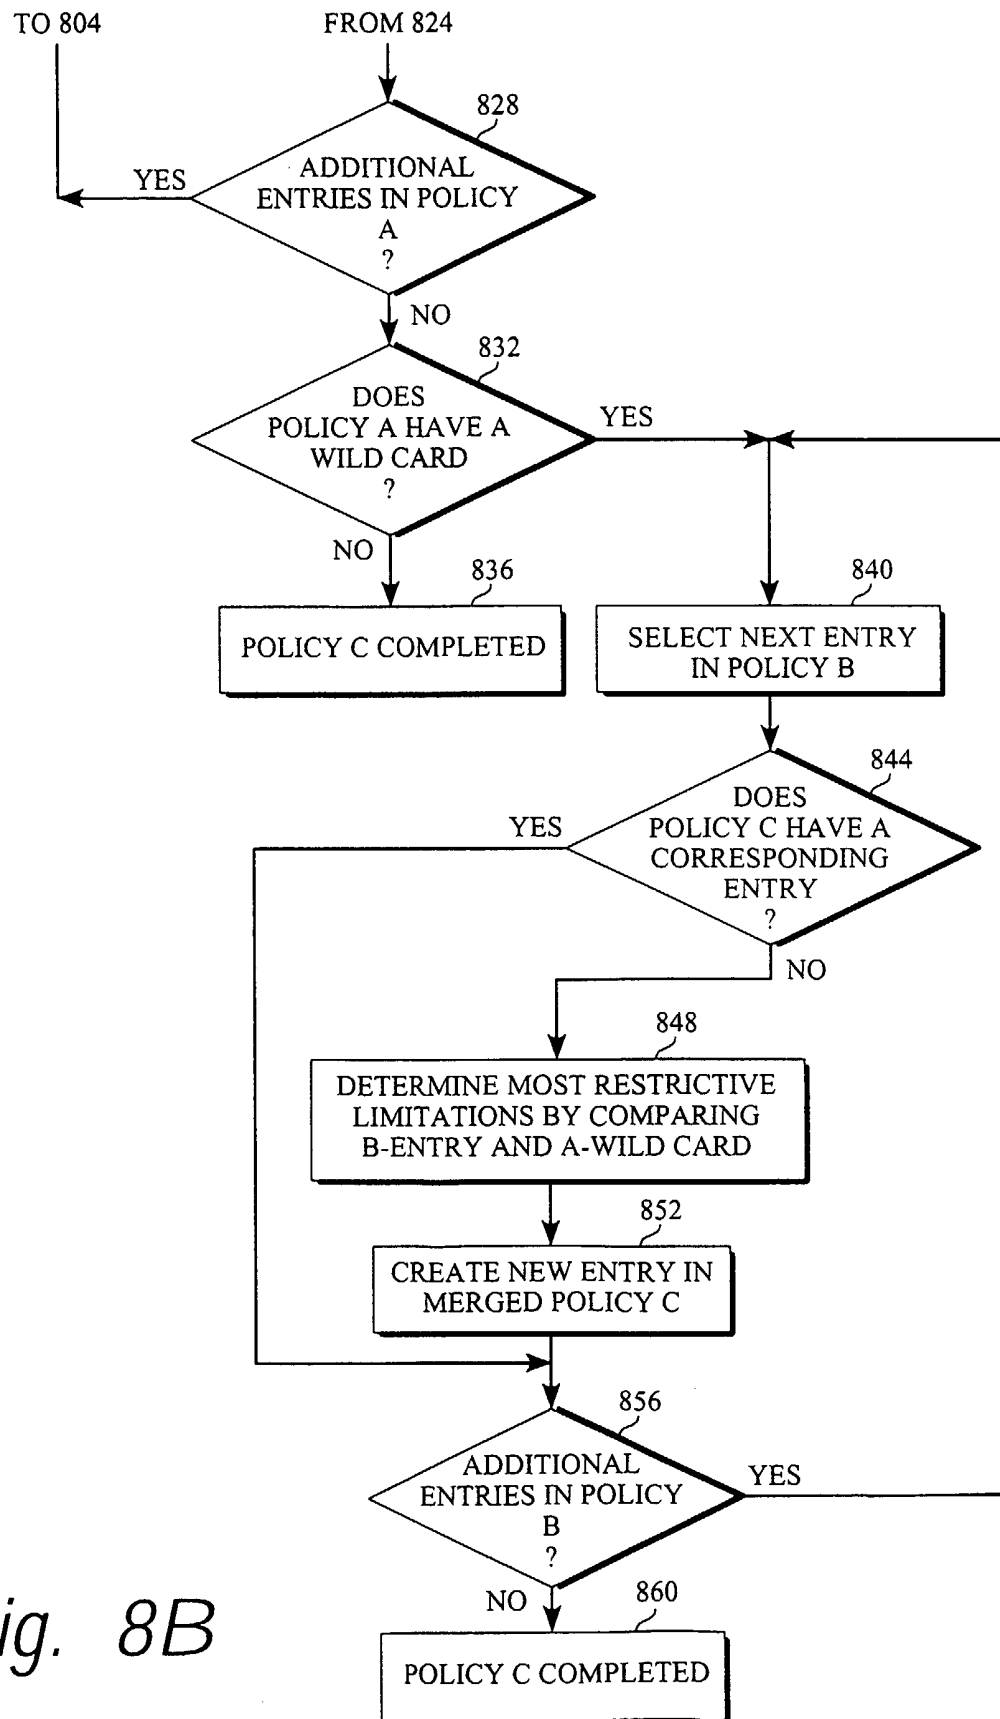 TO 804
FROM 824
828
ADDITIONAL
ENTRIES IN POLICY
A
?
YES
NO
832
DOES
POLICY A HAVE A
WILD CARD
?
YES
NO
836
POLICY C COMPLETED
840
SELECT NEXT ENTRY
IN POLICY B
844
DOES
POLICY C HAVE A
CORRESPONDING
ENTRY
?
YES
NO
848
DETERMINE MOST RESTRICTIVE
LIMITATIONS BY COMPARING
B-ENTRY AND A-WILD CARD
852
CREATE NEW ENTRY IN
MERGED POLICY C
856
ADDITIONAL
ENTRIES IN POLICY
B
?
YES
NO
860
POLICY C COMPLETED
ig. 8B